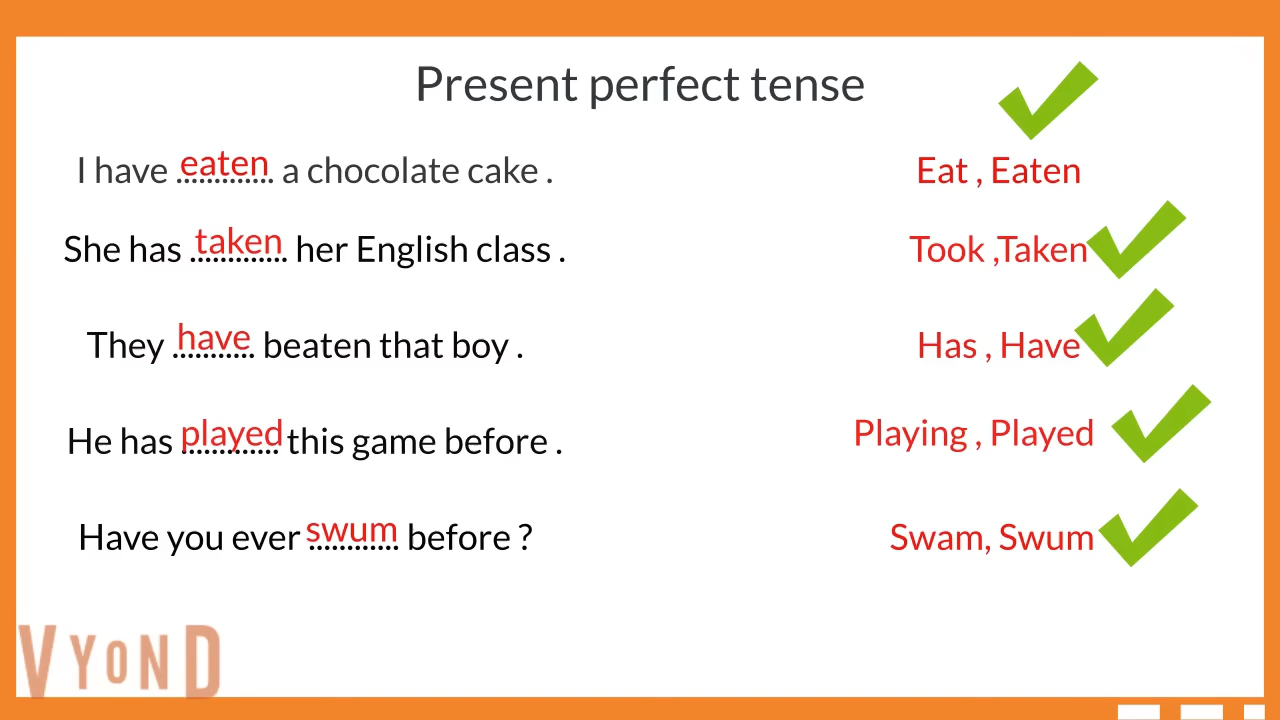 Present perfect tense
I have eaten a chocolate cake . Eat , Eaten
She has taken her English class . Took ,Taken
They have beaten that boy . Has , Have
He has played this game before . Playing , Played
Have you ever swum before ? Swam, Swum
VYOND